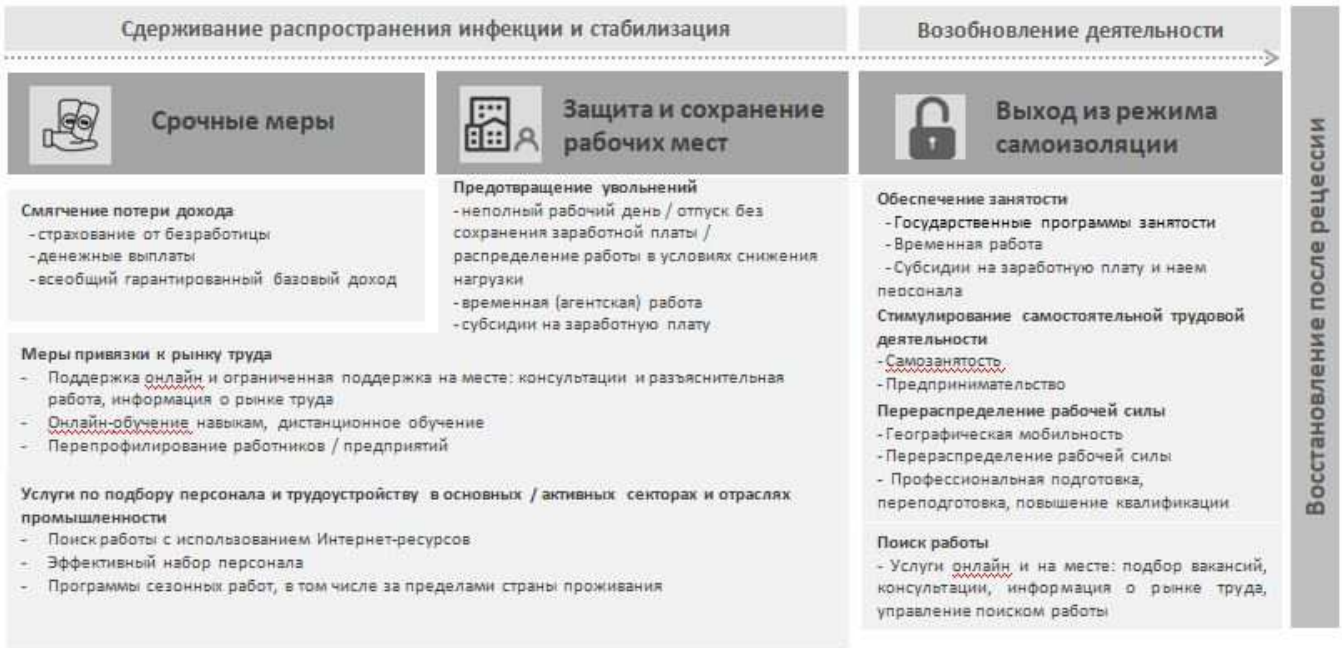 Сдерживание распространения инфекции и стабилизация
Возобновление деятельности
Срочные меры
Смягчение потери дохода
-страхование от безработицы
-денежные выплаты
-всеобщий гарантированный базовый доход
Защита и сохранение
рабочих мест
Предотвращение увольнений
-неполный рабочий день / отпуск без
сохранения заработной платы /
распределение работы в условиях снижения
нагрузки
-временная (агентская) работа
-субсидии на заработную плату
Меры привязки к рынку труда
- Поддержка онлайн и ограниченная поддержка на месте: консультации и разъяснительная
работа, информация о рынке труда
- Онлайн-обучение навыкам, дистанционное обучение
- Перепрофилирование работников / предприятий
Услуги по подбору персонала и трудоустройству в основных / активных секторах и отраслях
промышленности
- Поиск работы с использованием Интернет-ресурсов
- Эффективный набор персонала
- Программы сезонных работ, в том числе за пределами страны проживания
Выход из режима
самоизоляции
Обеспечение занятости
-Государственные программы занятости
-Временная работа
-Субсидии на заработную плату и наем
персонала
Стимулирование самостоятельной трудовой
деятельности
-Самозанятость
-Предпринимательство
Перераспределение рабочей силы
-Географическая мобильность
-Перераспределение рабочей силы
- Профессиональная подготовка,
переподготовка, повышение квалификации
Поиск работы
- Услуги онлайн и на месте: подбор вакансий,
консультации, информация о рынке труда,
управление поиском работы
Восстановление после рецессии